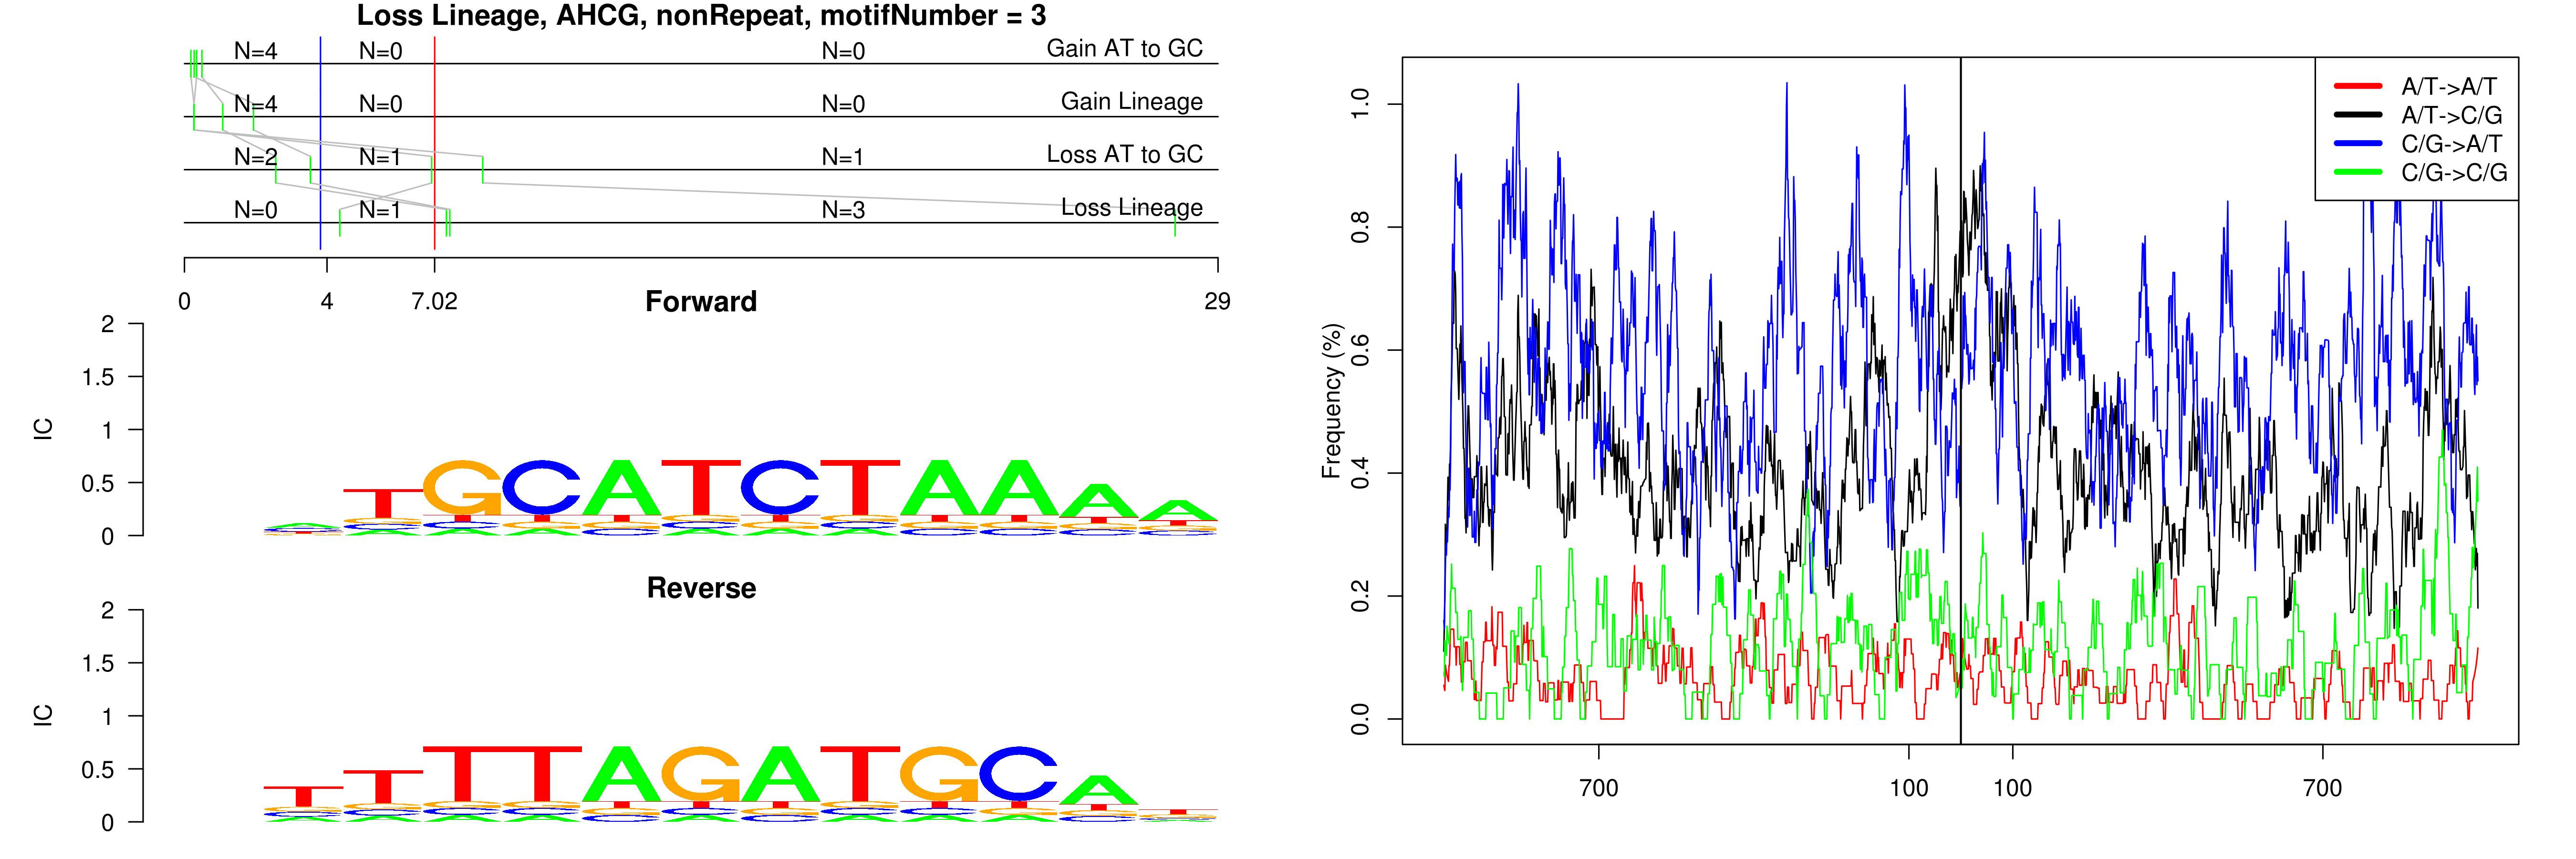 Loss Lineage, AHCG, nonRepeat, motifNumber = 3
N=4 N=0 N=0 Gain AT to GC
N=4 N=0 N=0 Gain Lineage
N=2 N=1 N=1 Loss AT to GC
N=0 N=1 N=3 Loss Lineage
0 4 7.02 29
Forward
IC
2
1.5
1
0.5
0
TGCATCTAAAA
Reverse
IC
2
1.5
1
0.5
0
TTTTAGATGCA
Frequency (%)
1.0
0.8
0.6
0.4
0.2
0.0
700 100 100 700
A/T->A/T
A/T->C/G
C/G->A/T
C/G->C/G